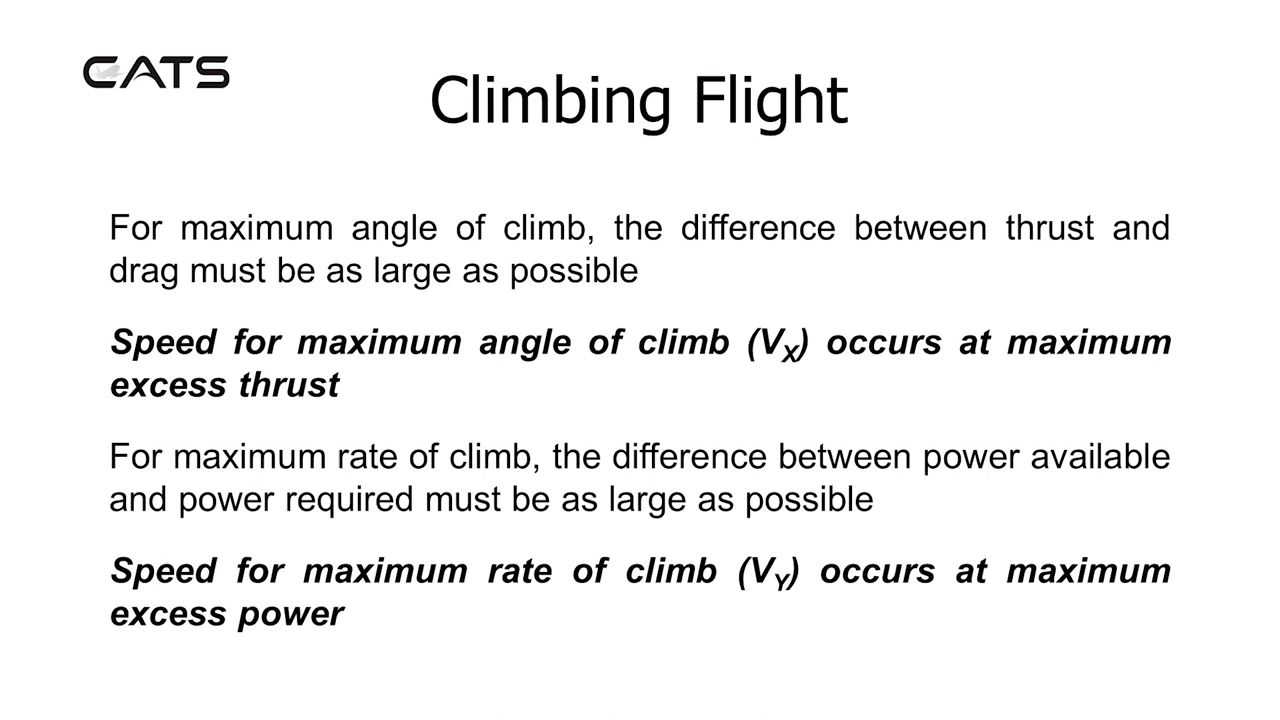 CATS
Climbing Flight
For maximum angle of climb, the difference between thrust and
drag must be as large as possible
Speed for maximum angle of climb (VX) occurs at maximum
excess thrust
For maximum rate of climb, the difference between power available
and power required must be as large as possible
Speed for maximum rate of climb (VY) occurs at maximum
excess power